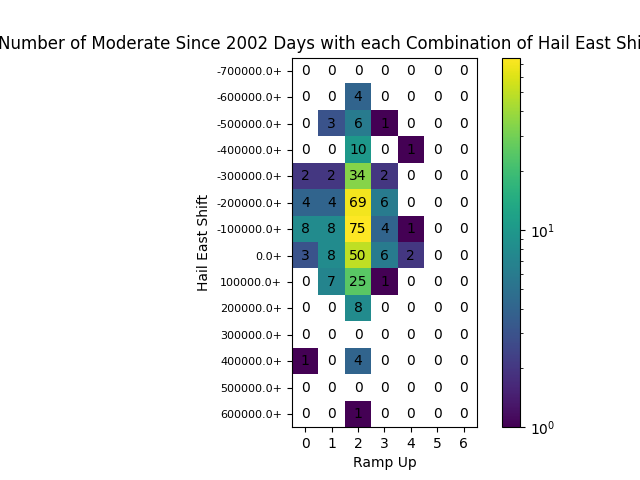 Number of Moderate Since 2002 Days with each Combination of Hail East Shi
-700000.0+ 0 0 0 0 0 0 0
-600000.0+ 0 0 4 0 0 0 0
-500000.0+ 0 3 6 1 0 0 0
-400000.0+ 0 0 10 0 1 0 0
-300000.0+ 2 2 34 2 0 0 0
-200000.0+ 4 4 69 6 0 0 0
-100000.0+ 8 8 75 4 1 0 0
0.0+ 3 8 50 6 2 0 0
100000.0+ 0 7 25 1 0 0 0
200000.0+ 0 0 8 0 0 0 0
300000.0+ 0 0 0 0 0 0 0
400000.0+ 1 0 4 0 0 0 0
500000.0+ 0 0 0 0 0 0 0
600000.0+ 0 0 1 0 0 0 0
0 1 2 3 4 5 6
Ramp Up
Hail East Shift
10¹
10⁰